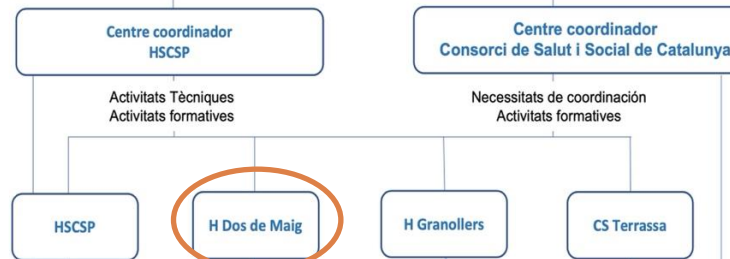 Centre coordinador
HSCSP
Centre coordinador
Consorci de Salut i Social de Catalunya
Activitats Tècniques
Activitats formatives
Necessitats de coordinación
Activitats formatives
HSCSP
H Dos de Maig
H Granollers
CS Terrassa